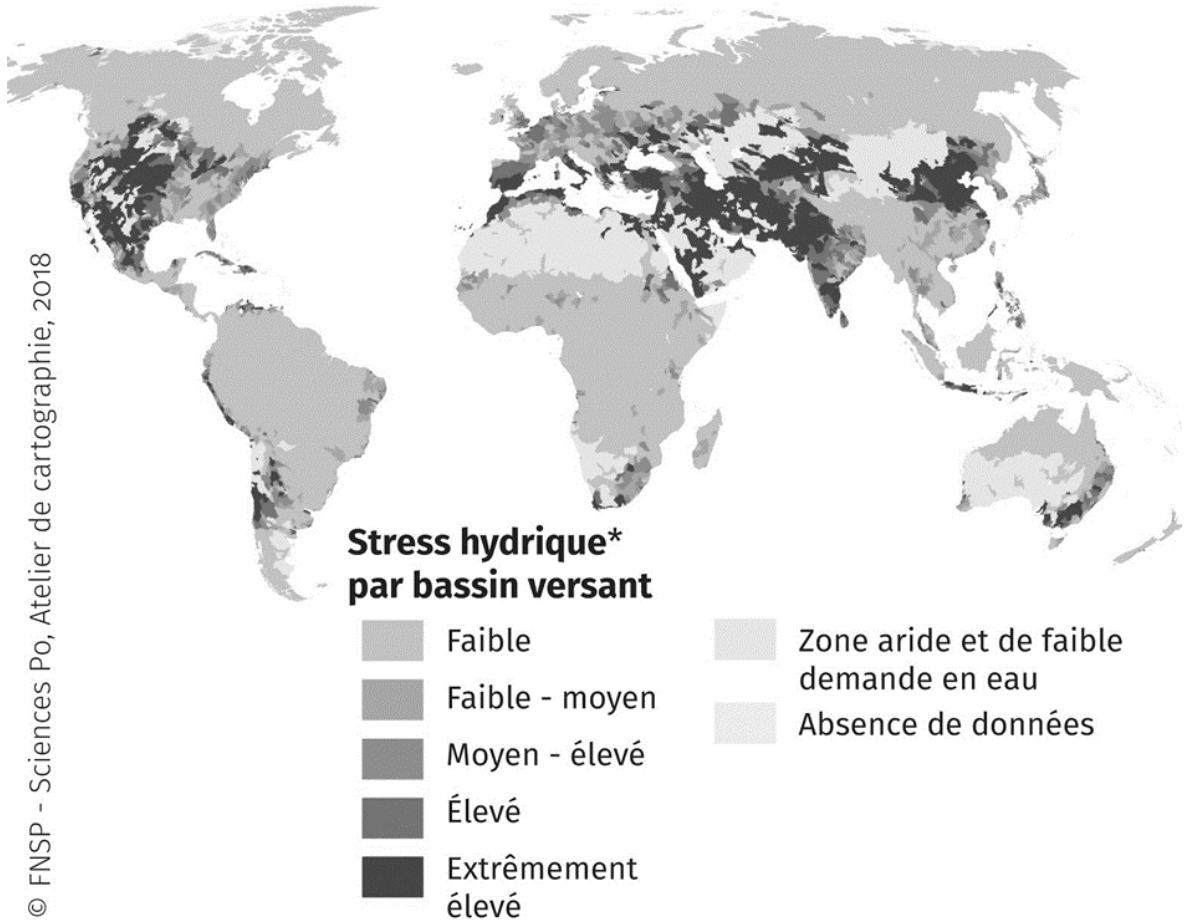 © FNSP - Sciences Po, Atelier de cartographie, 2018
Stress hydrique*
par bassin versant
Faible
Faible - moyen
Moyen - élevé
Élevé
Extrêmement
élevé
Zone aride et de faible
demande en eau
Absence de données